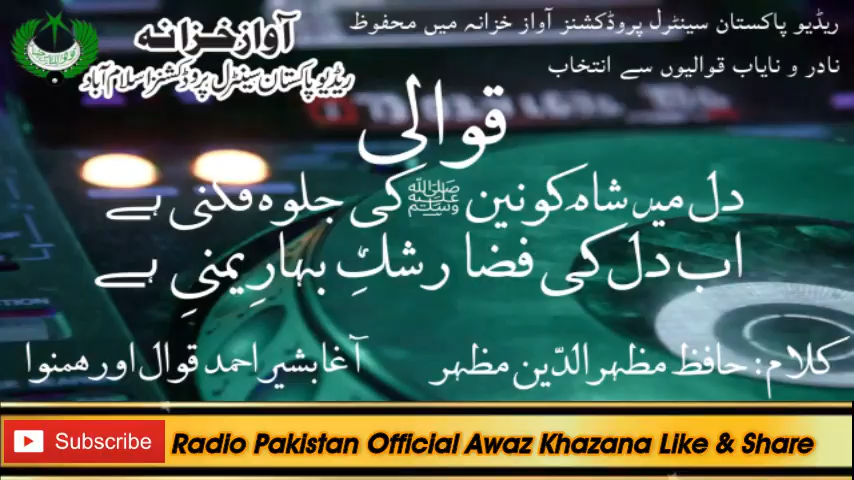 ریڈیو پاکستان سینٹرل پروڈکشنز آواز خزانہ میں محفوظ
نادر و نایاب قوالیوں سے انتخاب
آواز خزانہ
ریڈیو پاکستان سینٹرل پروڈکشنز اسلام آباد
قوالی
دل میں شاہ کونین ﷺ کی جلوہ فگنی ہے
اب دل کی فضا رشکِ بہارِ یمنیِ ہے
کلام: حافظ مظہر الدّین مظہر
آغا بشیر احمد قوال اور ھمنوا
Subscribe
Radio Pakistan Official Awaz Khazana Like & Share